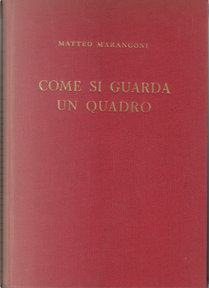 MATTEO MARANGONI
COME SI GUARDA
UN QUADRO